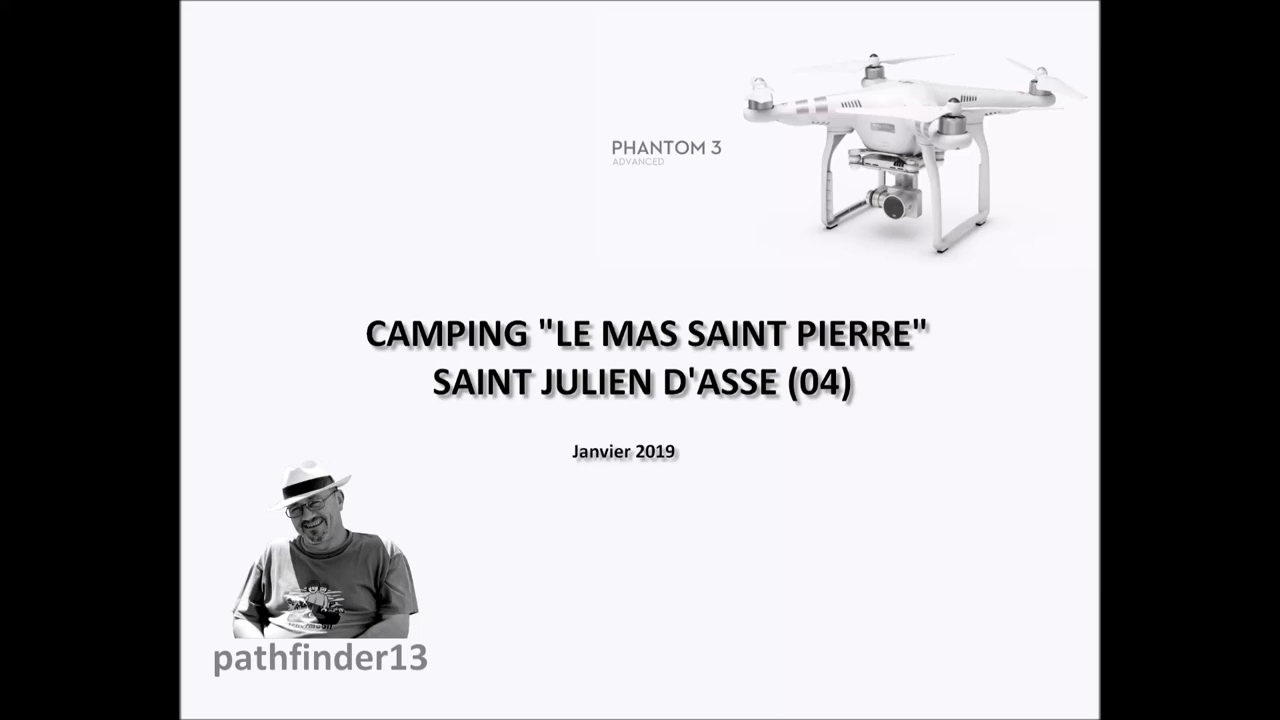 PHANTOM 3
ADVANCED
CAMPING "LE MAS SAINT PIERRE"
SAINT JULIEN D'ASSE (04)
Janvier 2019
pathfinder13